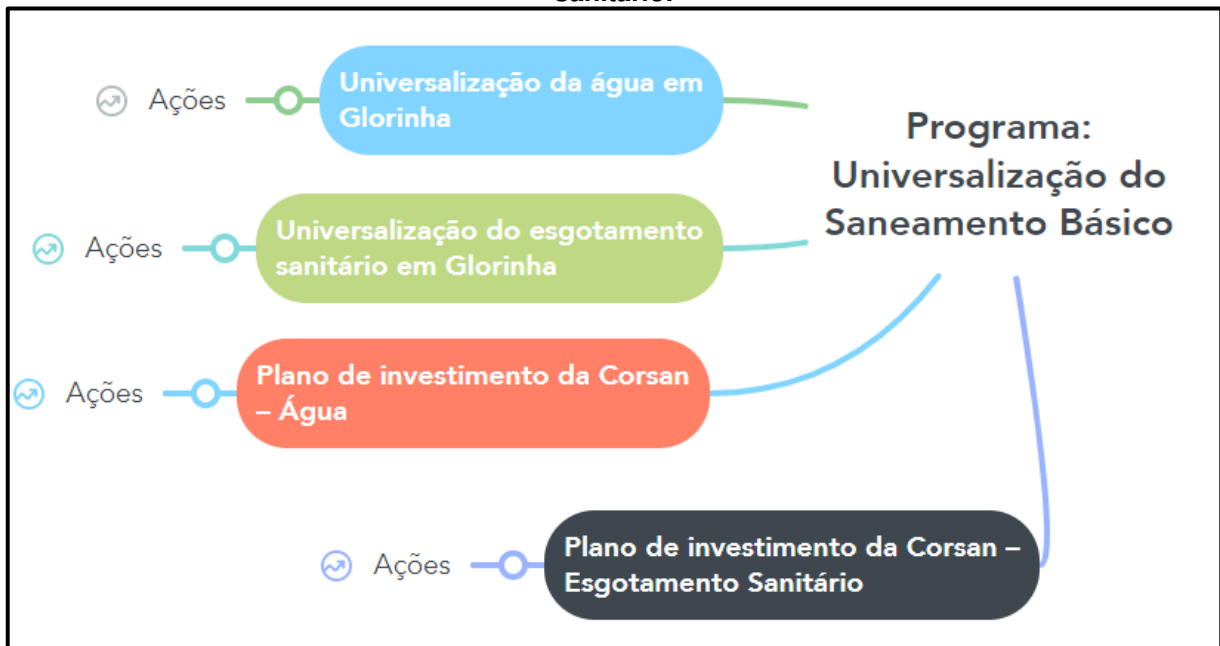 sanitário.
Ações
Universalização da água em
Glorinha
Programa:
Universalização do
Saneamento Básico
Ações
Universalização do esgotamento
sanitário em Glorinha
Ações
Plano de investimento da Corsan
– Água
Ações
Plano de investimento da Corsan –
Esgotamento Sanitário